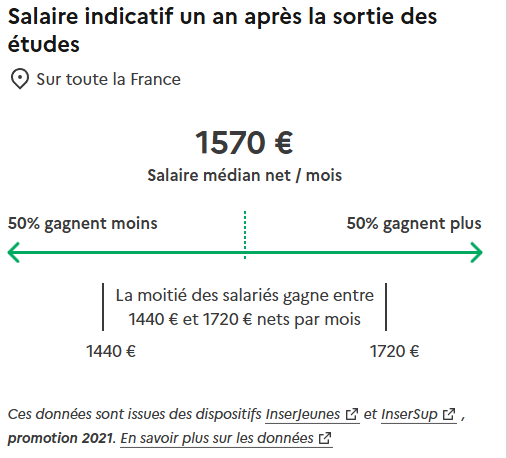 Salaire indicatif un an après la sortie des
études
Sur toute la France
1570 €
Salaire médian net / mois
50% gagnent moins
50% gagnent plus
La moitié des salariés gagne entre
1440 € et 1720 € nets par mois
1440 €
1720 €
Ces données sont issues des dispositifs InserJeunes et InserSup ,
promotion 2021. En savoir plus sur les données